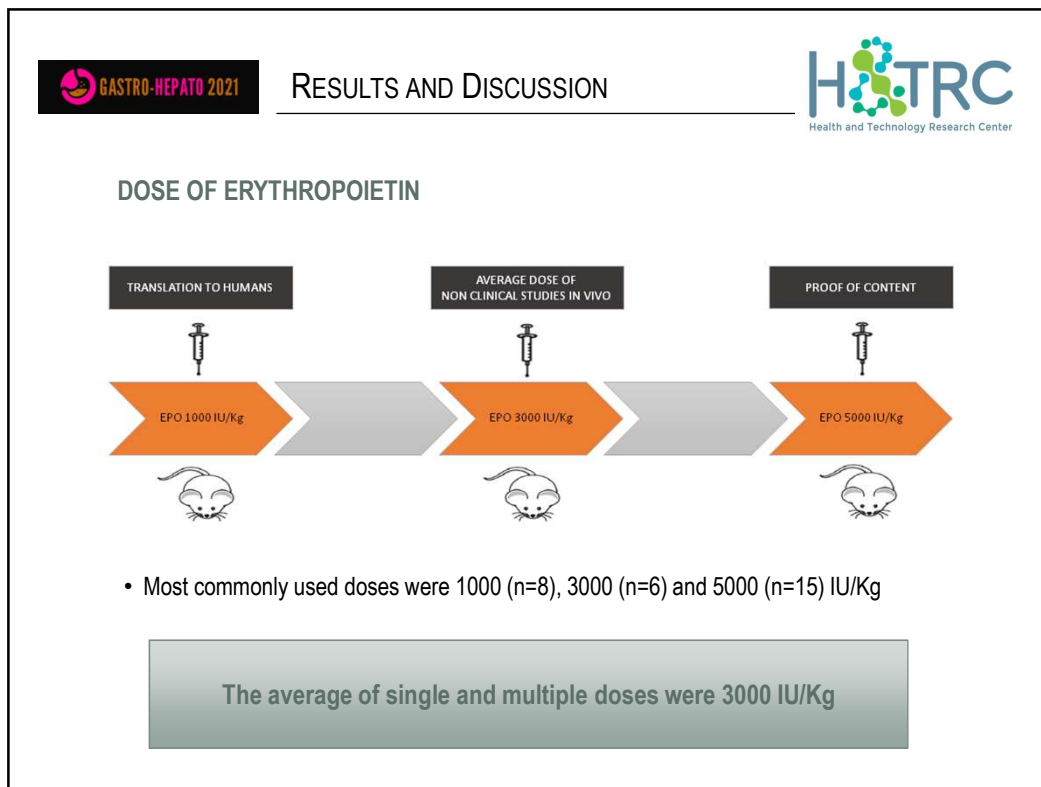 GASTRO-HEPATO 2021
RESULTS AND DISCUSSION
H&TRC
Health and Technology Research Center
DOSE OF ERYTHROPOIETIN
TRANSLATION TO HUMANS
AVERAGE DOSE OF
NON CLINICAL STUDIES IN VIVO
PROOF OF CONTENT
EPO 1000 IU/Kg
EPO 3000 IU/Kg
EPO 5000 IU/Kg
• Most commonly used doses were 1000 (n=8), 3000 (n=6) and 5000 (n=15) IU/Kg
The average of single and multiple doses were 3000 IU/Kg